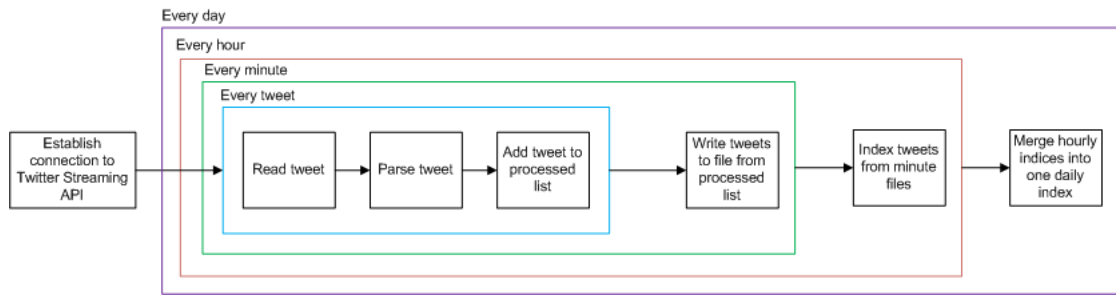 Every day
Every hour
Every minute
Every tweet
Establish
connection to
Twitter Streaming
API
Read tweet
Parse tweet
Add tweet to
processed
list
Write tweets
to file from
processed
list
Index tweets
from minute
files
Merge hourly
indices into
one daily
index